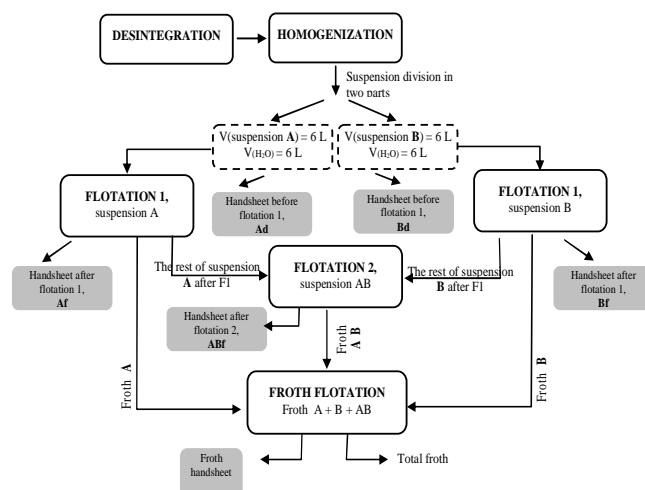 DESINTEGRATION
HOMOGENIZATION
Suspension division in
two parts
V(suspension A) = 6 L
V(H2O) = 6 L
V(suspension B) = 6 L
V(H2O) = 6 L
FLOTATION 1,
suspension A
Handsheet before
flotation 1,
Ad
Handsheet before
flotation 1,
Bd
FLOTATION 1,
suspension B
Handsheet after
flotation 1,
Af
The rest of suspension
A after F1
FLOTATION 2,
suspension AB
The rest of suspension
B after F1
Handsheet after
flotation 1,
Bf
Handsheet after
flotation 2,
ABf
Froth A
Froth
A B
Froth B
FROTH FLOTATION
Froth A + B + AB
Froth
handsheet
Total froth